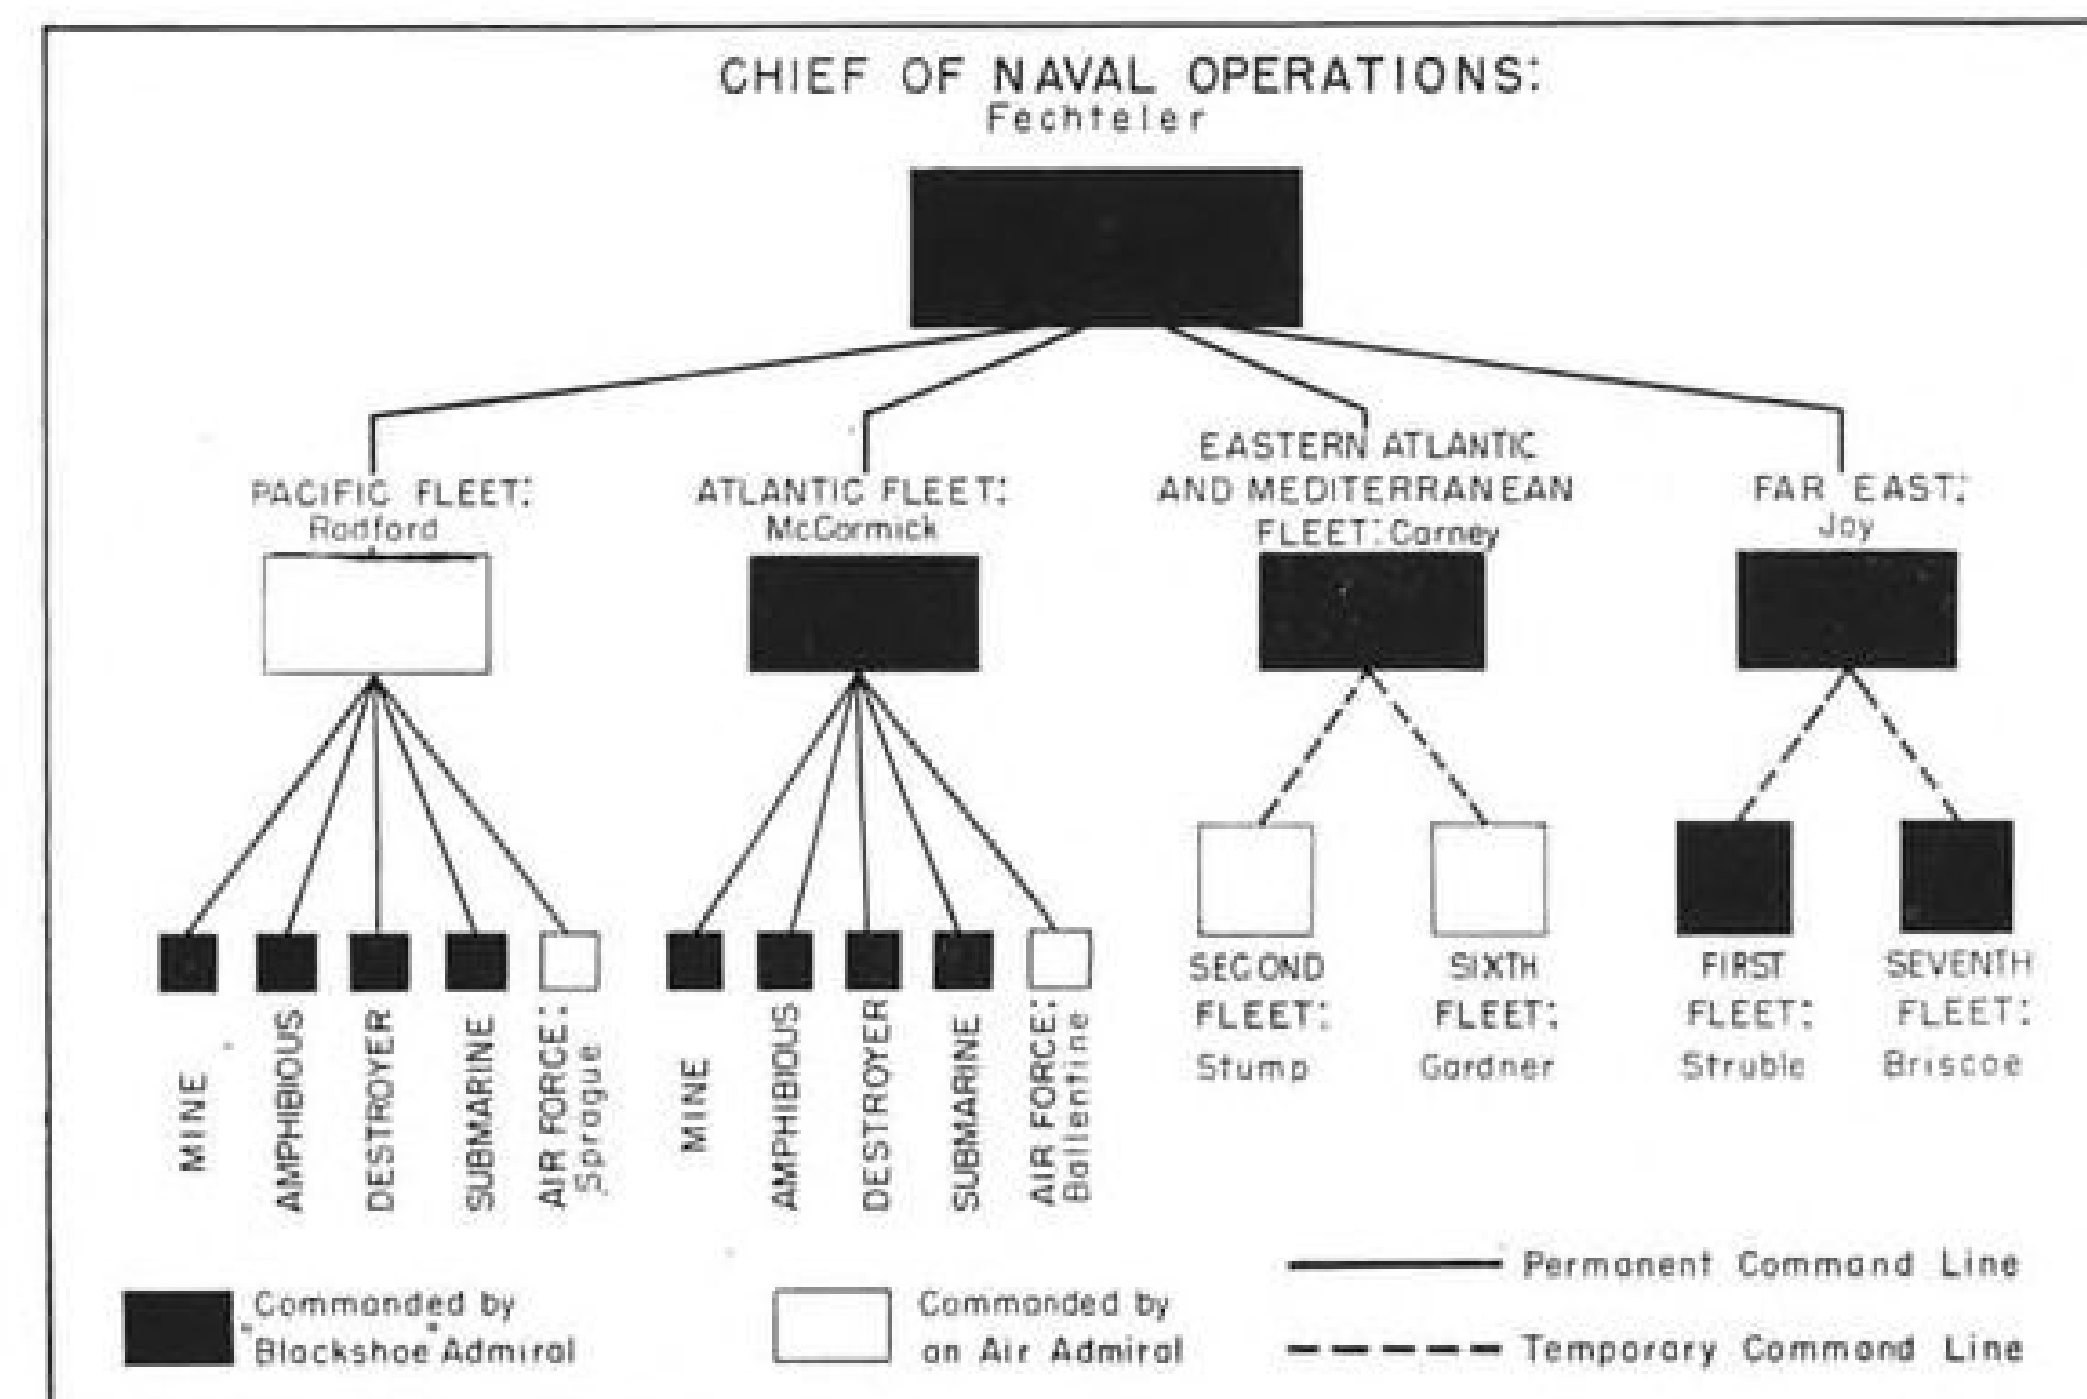 CHIEF OF NAVAL OPERATIONS:
Fechteler
PACIFIC FLEET:
Radford
ATLANTIC FLEET:
McCormick
EASTERN ATLANTIC
AND MEDITERRANEAN
FLEET: Carney
FAR EAST:
Joy
MINE
AMPHIBIOUS
DESTROYER
SUBMARINE
AIR FORCE:
Sprague
MINE
AMPHIBIOUS
DESTROYER
SUBMARINE
AIR FORCE:
Ballentine
SECOND
FLEET:
Stump
SIXTH
FLEET:
Gardner
FIRST
FLEET:
Struble
SEVENTH
FLEET:
Briscoe
Commanded by
"Blackshoe" Admiral
Commanded by
an Air Admiral
Permanent Command Line
Temporary Command Line